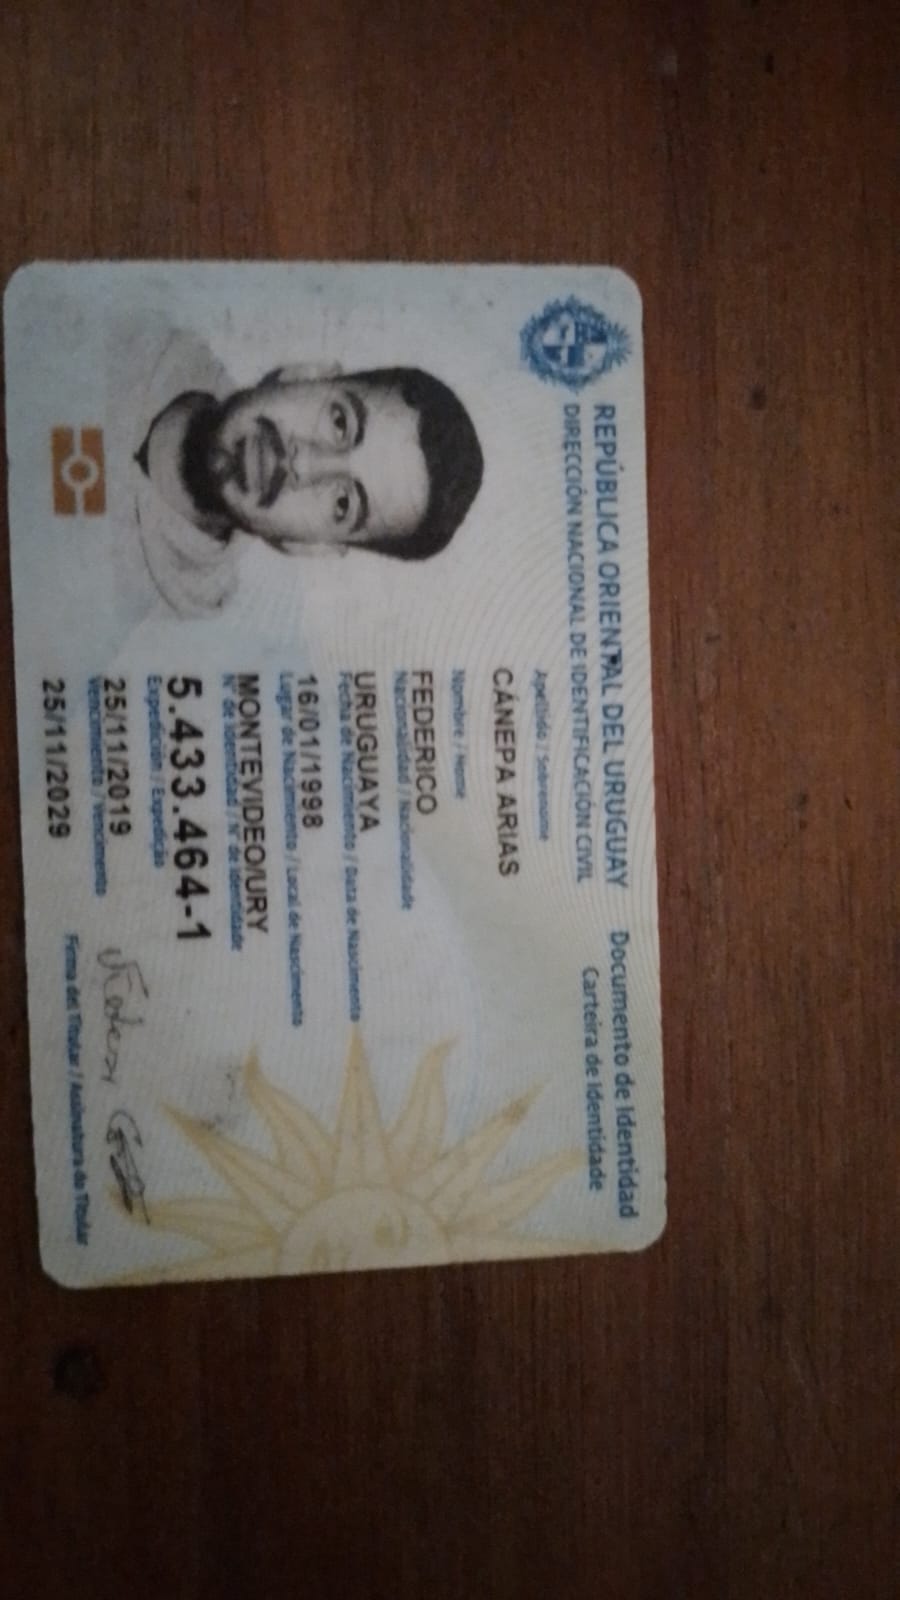 REPÚBLICA ORIENTAL DEL URUGUAY
DIRECCIÓN NACIONAL DE IDENTIFICACIÓN CIVIL
Documento de Identidad
Carteira de Identidade
Apellido / Sobrenome
CÁNEPA ARIAS
Nombre / Nome
FEDERICO
Nacionalidad / Nacionalidade
URUGUAYA
Fecha de Nacimiento / Data de Nascimento
16/01/1998
Lugar de Nacimiento / Local de Nascimento
MONTEVIDEO/URY
N° de Identidad / N° de Identidade
5.433.464-1
Expedición / Expedição
25/11/2019
Vencimiento / Vencimento
25/11/2029
Firma del Titular / Assinatura do Titular